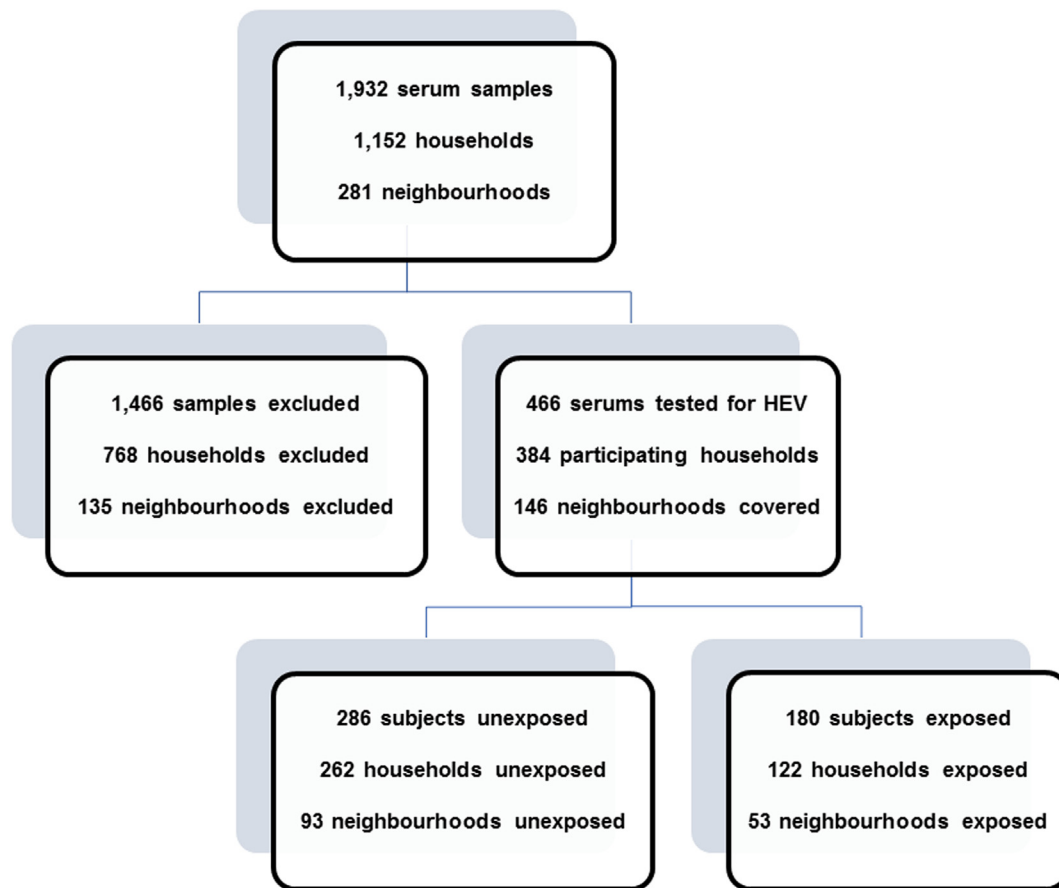 1,932 serum samples
1,152 households
281 neighbourhoods
1,466 samples excluded
768 households excluded
135 neighbourhoods excluded
466 serums tested for HEV
384 participating households
146 neighbourhoods covered
286 subjects unexposed
262 households unexposed
93 neighbourhoods unexposed
180 subjects exposed
122 households exposed
53 neighbourhoods exposed